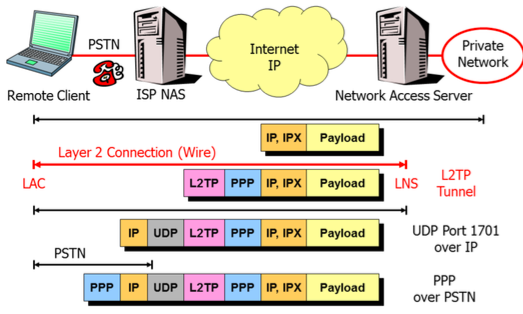 PSTN
Internet
IP
Private
Network
Remote Client
ISP NAS
Network Access Server
IP, IPX Payload
Layer 2 Connection (Wire)
LAC
LNS
L2TP
Tunnel
L2TP PPP IP, IPX Payload
UDP Port 1701
over IP
IP UDP L2TP PPP IP, IPX Payload
PSTN
PPP
over PSTN
PPP IP UDP L2TP PPP IP, IPX Payload